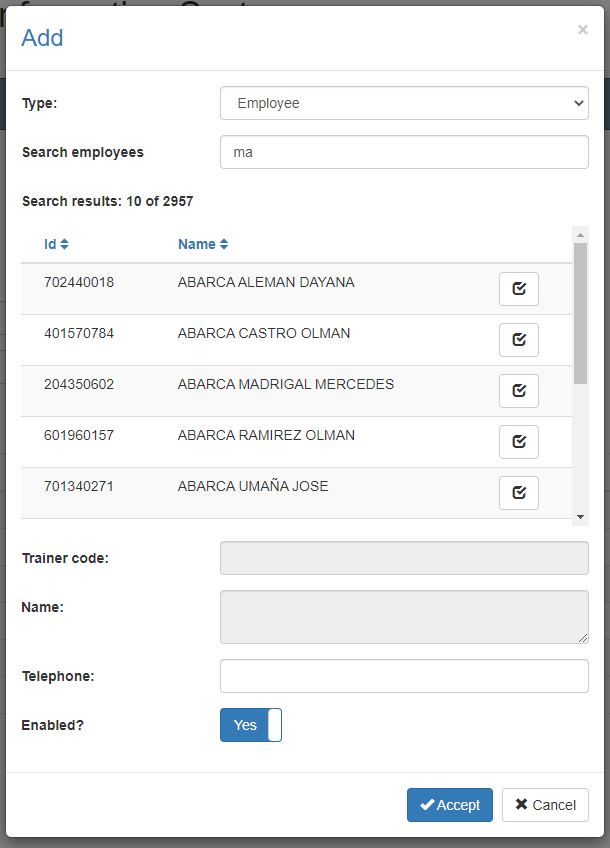 Add
×
Type:
Employee
Search employees
ma
Search results: 10 of 2957
Id Name
702440018 ABARCA ALEMAN DAYANA
401570784 ABARCA CASTRO OLMAN
204350602 ABARCA MADRIGAL MERCEDES
601960157 ABARCA RAMIREZ OLMAN
701340271 ABARCA UMAÑA JOSE
Trainer code:
Name:
Telephone:
Enabled?
Yes
Accept Cancel